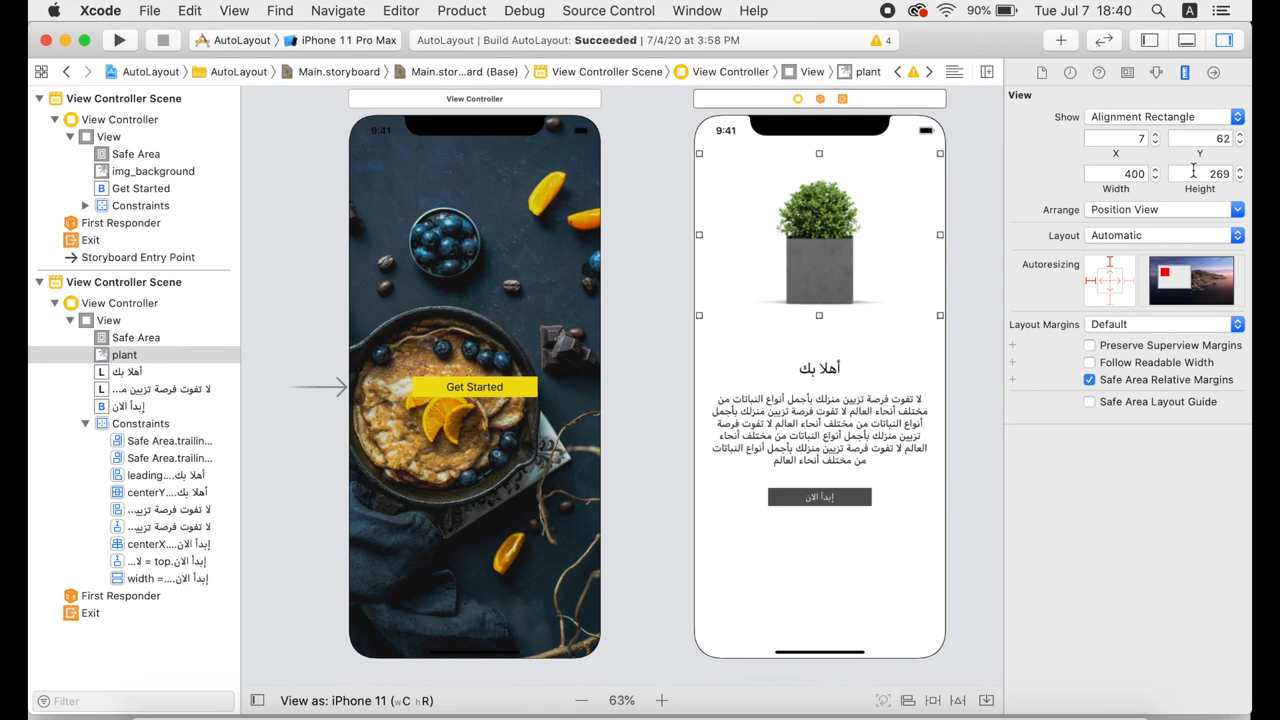 Xcode File Edit View Find Navigate Editor Product Debug Source Control Window Help 90% Tue Jul 7 18:40 A
AutoLayout iPhone 11 Pro Max AutoLayout | Build AutoLayout: Succeeded | 7/4/20 at 3:58 PM 4
AutoLayout AutoLayout Main.storyboard Main.stor...ard (Base) View Controller Scene View Controller View plant
View Controller Scene
View Controller
View
Safe Area
img_background
B Get Started
Constraints
First Responder
Exit
Storyboard Entry Point
View Controller Scene
View Controller
View
Safe Area
plant
L أهلا بك
L لا تفوت فرصة تزيين م...
B إبدأ الان
Constraints
Safe Area.trailin...
Safe Area.trailin...
leading....أهلا بك
centerY....أهلا بك
لا تفوت فرصة تزيي...
لا تفوت فرصة تزيي...
centerX....إبدأ الان
إبدأ الان.top = لا...
width =....إبدأ الان
First Responder
Exit
Filter
View Controller
9:41
Get Started
9:41
أهلا بك
لا تفوت فرصة تزيين منزلك بأجمل أنواع النباتات من
مختلف أنحاء العالم لا تفوت فرصة تزيين منزلك بأجمل
أنواع النباتات من مختلف أنحاء العالم لا تفوت فرصة
تزيين منزلك بأجمل أنواع النباتات من مختلف أنحاء
العالم لا تفوت فرصة تزيين منزلك بأجمل أنواع النباتات
من مختلف أنحاء العالم
إبدأ الان
View as: iPhone 11 (wC hR) 63%
View
Show Alignment Rectangle
7 62
X Y
400 269
Width Height
Arrange Position View
Layout Automatic
Autoresizing
Layout Margins Default
Preserve Superview Margins
Follow Readable Width
Safe Area Relative Margins
Safe Area Layout Guide